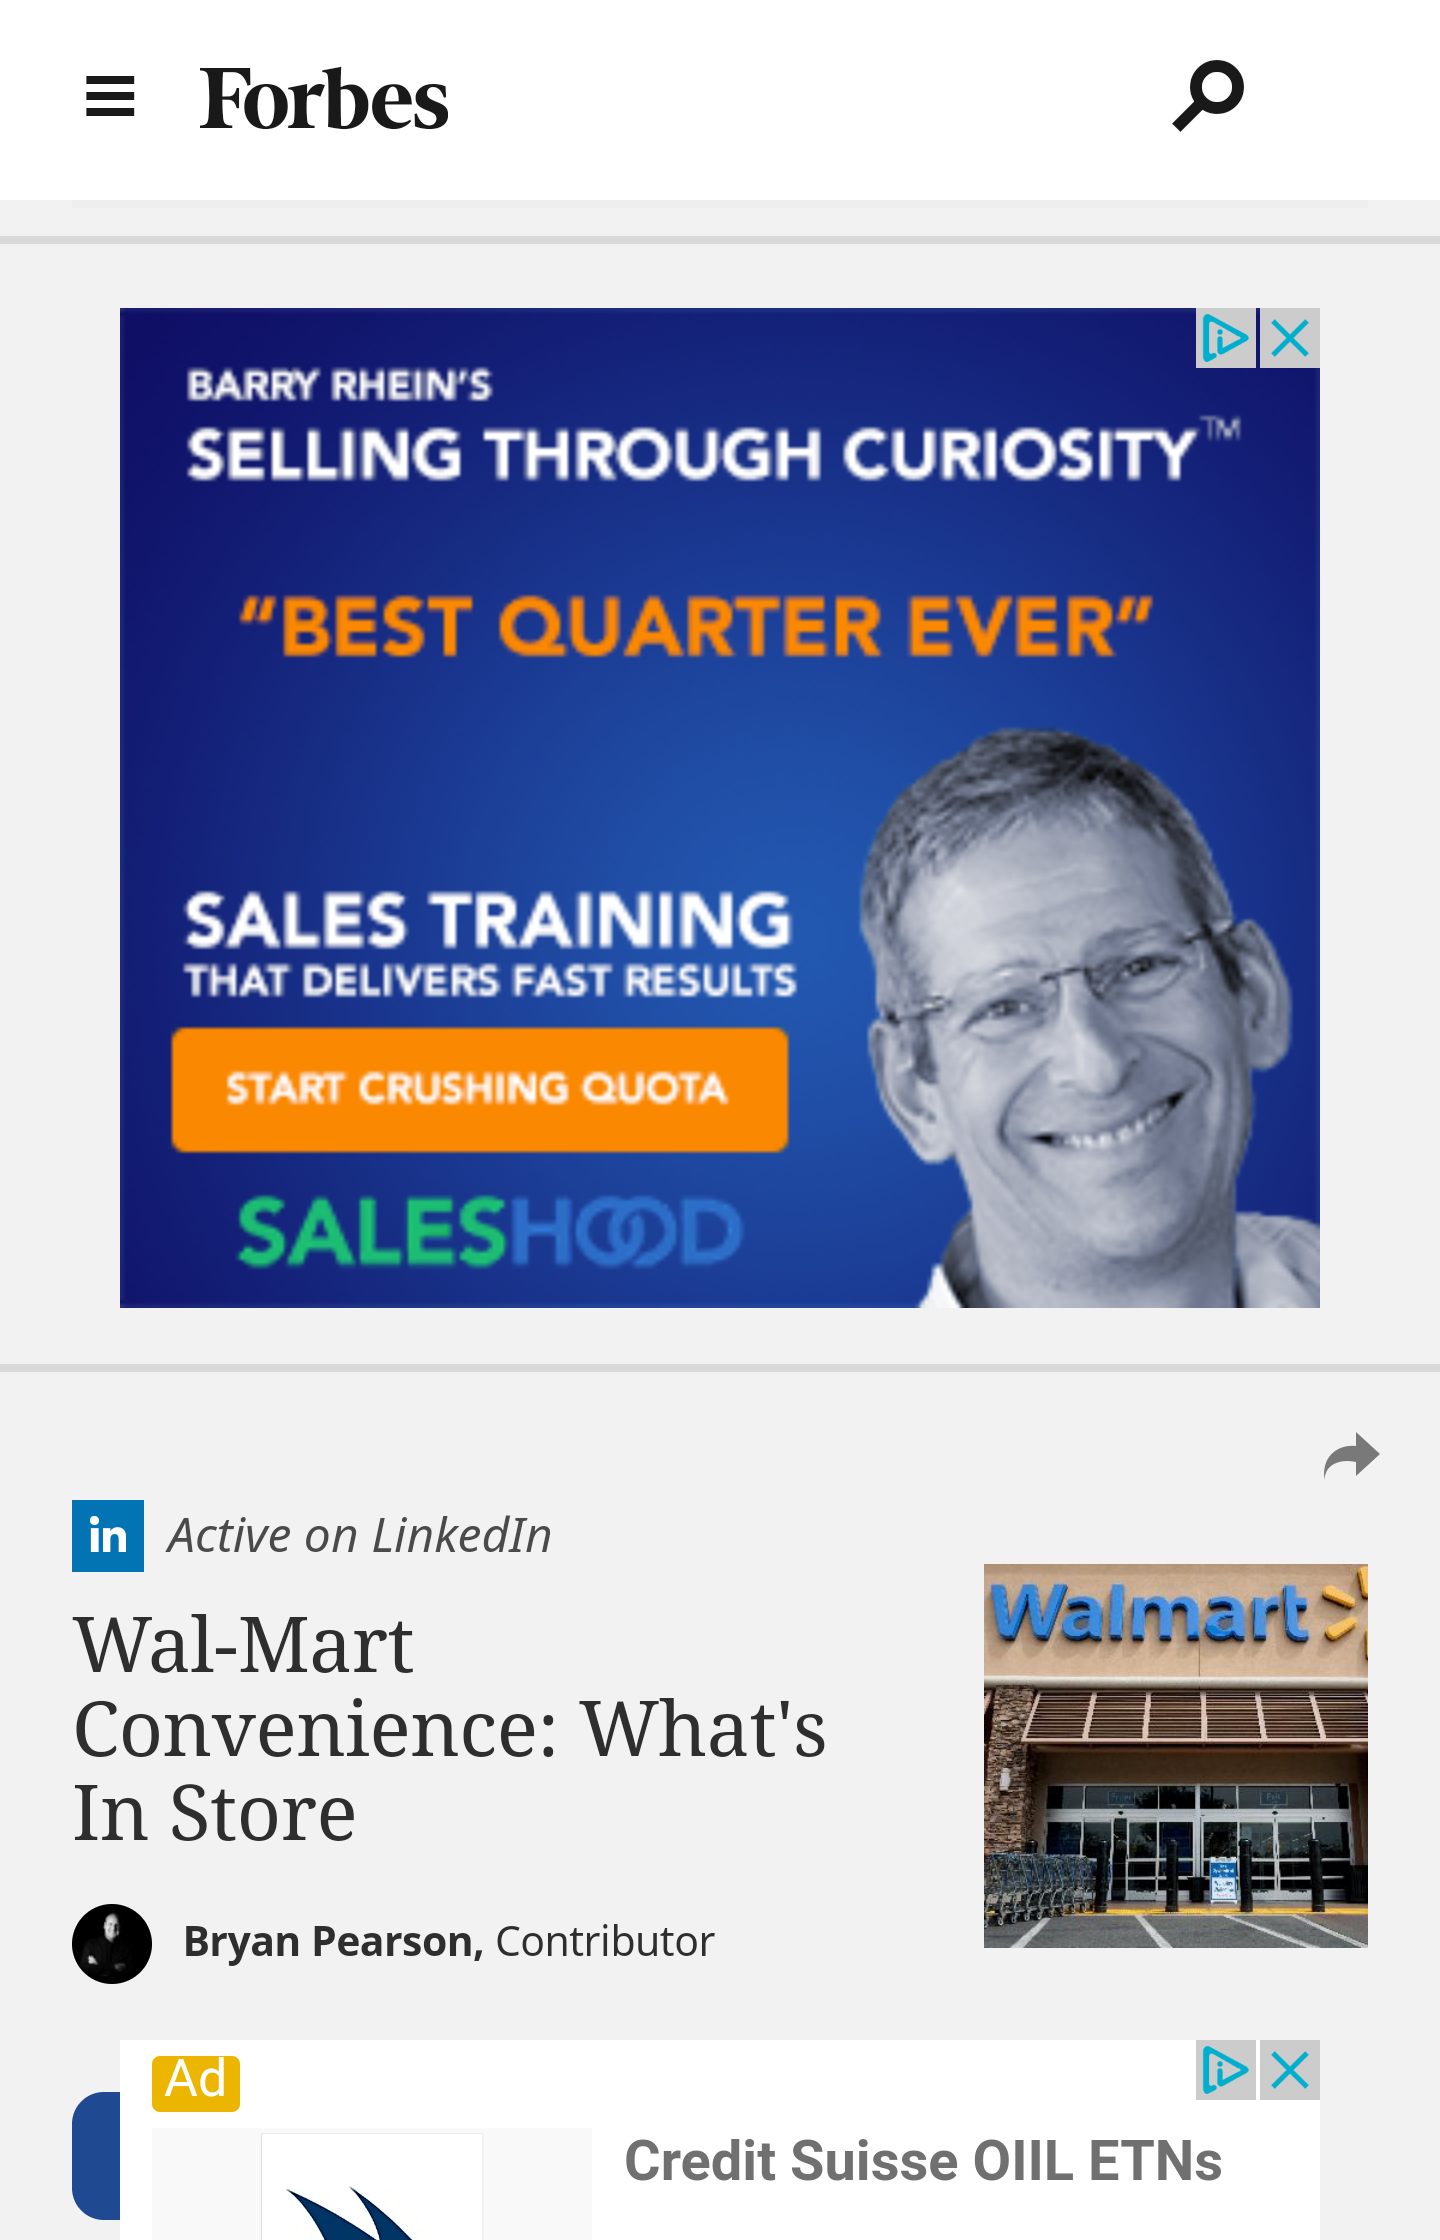 Forbes
BARRY RHEIN'S
SELLING THROUGH CURIOSITY™
“BEST QUARTER EVER”
SALES TRAINING
THAT DELIVERS FAST RESULTS
START CRUSHING QUOTA
SALESHOOD
in Active on LinkedIn
Wal-Mart
Convenience: What's
In Store
Walmart
Bryan Pearson, Contributor
Ad
Credit Suisse OIIL ETNs